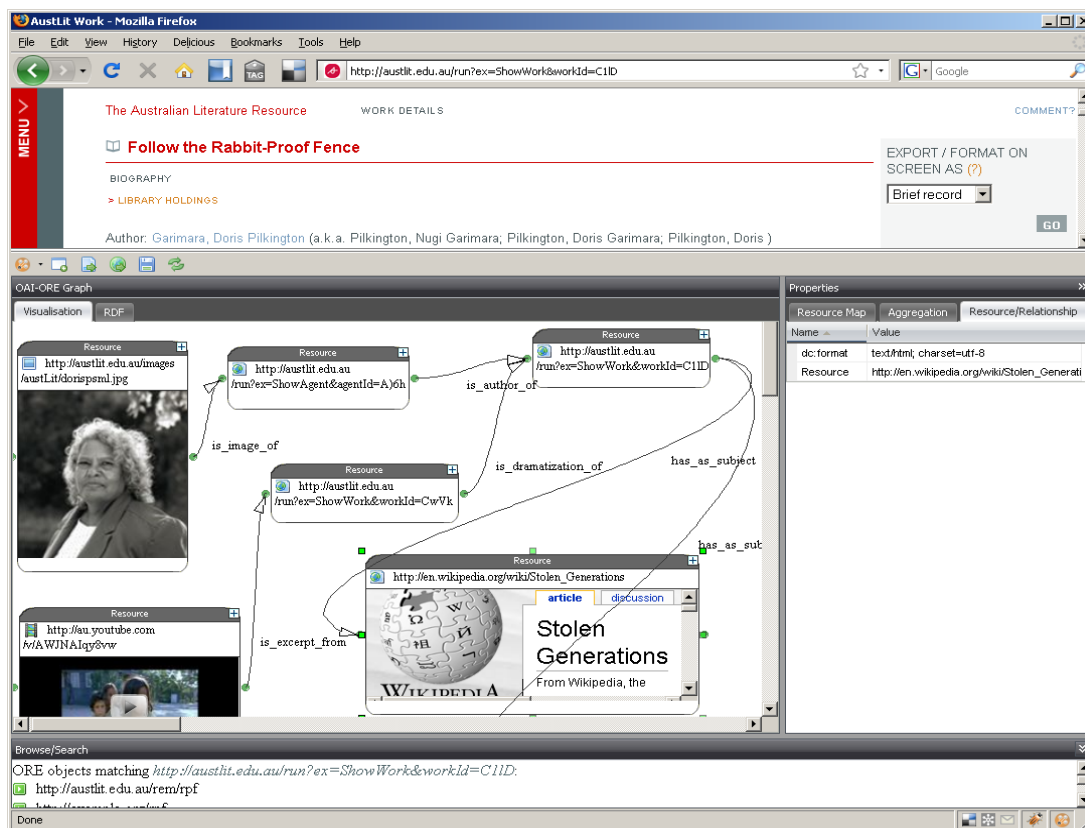 AustLit Work - Mozilla Firefox
File Edit View History Delicious Bookmarks Tools Help
TAG
http://austlit.edu.au/run?ex=ShowWork&workId=C1lD
G Google
MENU >
The Australian Literature Resource WORK DETAILS COMMENT?
Follow the Rabbit-Proof Fence
BIOGRAPHY
> LIBRARY HOLDINGS
EXPORT / FORMAT ON
SCREEN AS (?)
Brief record
GO
Author: Garimara, Doris Pilkington (a.k.a. Pilkington, Nugi Garimara; Pilkington, Doris Garimara; Pilkington, Doris )
OAI-ORE Graph
Visualisation RDF
Resource
http://austlit.edu.au/images
/austLit/dorispsml.jpg
is_image_of
Resource
http://austlit.edu.au
/run?ex=ShowAgent&agentId=A)6h
is_author_of
Resource
http://austlit.edu.au
/run?ex=ShowWork&workId=C1lD
Resource
http://austlit.edu.au
/run?ex=ShowWork&workId=CwVk
is_dramatization_of
has_as_subject
has_as_sub
Resource
http://en.wikipedia.org/wiki/Stolen_Generations
WIKIPEDIA
article discussion
Stolen
Generations
From Wikipedia, the
Resource
http://au.youtube.com
/v/AWJNAIqy8vw
is_excerpt_from
Properties
Resource Map Aggregation Resource/Relationship
Name Value
dc:format text/html; charset=utf-8
Resource http://en.wikipedia.org/wiki/Stolen_Generati
Browse/Search
ORE objects matching http://austlit.edu.au/run?ex=ShowWork&workId=C1lD:
http://austlit.edu.au/rem/rpf
Done